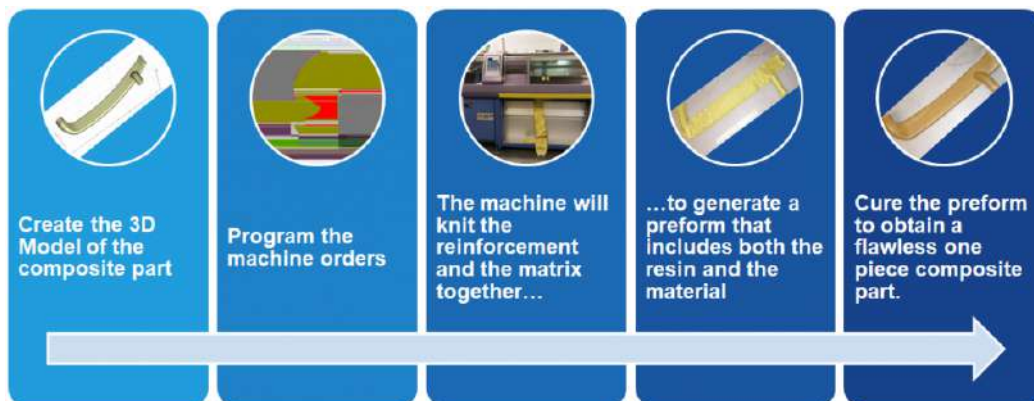 Create the 3D
Model of the
composite part
Program the
machine orders
The machine will
knit the
reinforcement
and the matrix
together…
…to generate a
preform that
includes both the
resin and the
material
Cure the preform
to obtain a
flawless one
piece composite
part.